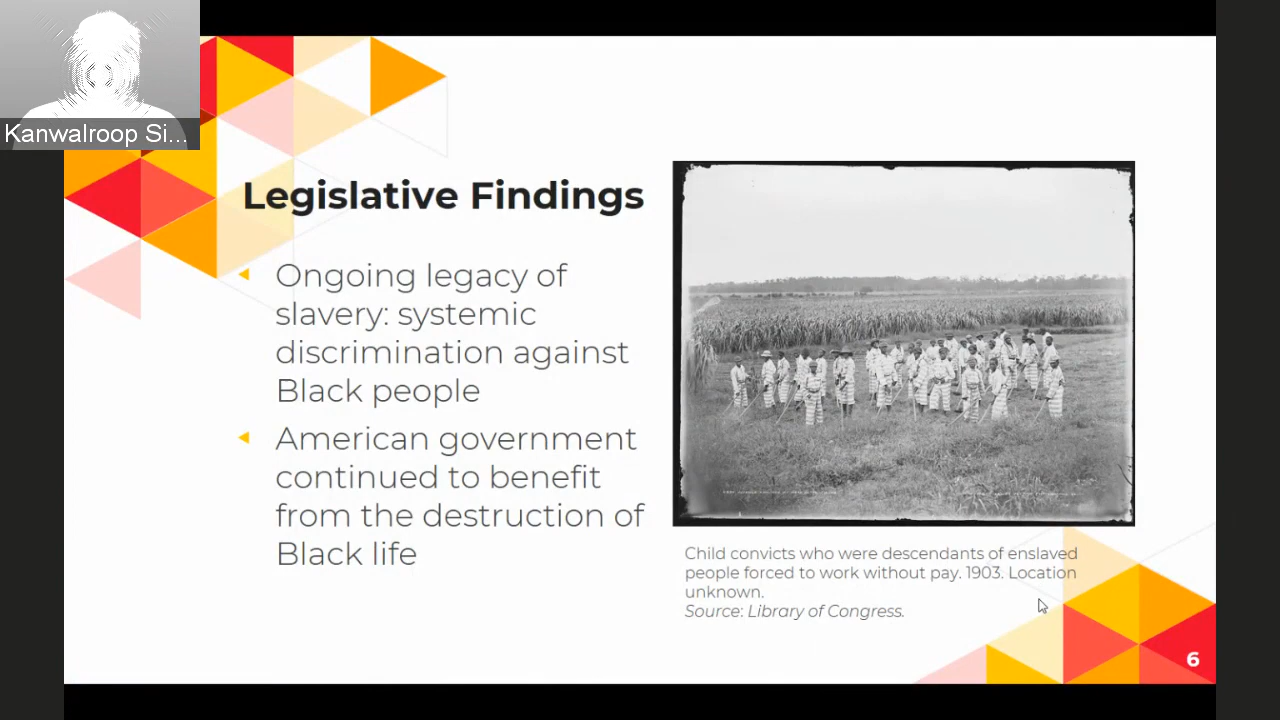 Kanwalroop Si...
Legislative Findings
Ongoing legacy of
slavery: systemic
discrimination against
Black people
American government
continued to benefit
from the destruction of
Black life
Child convicts who were descendants of enslaved
people forced to work without pay. 1903. Location
unknown.
Source: Library of Congress.
6